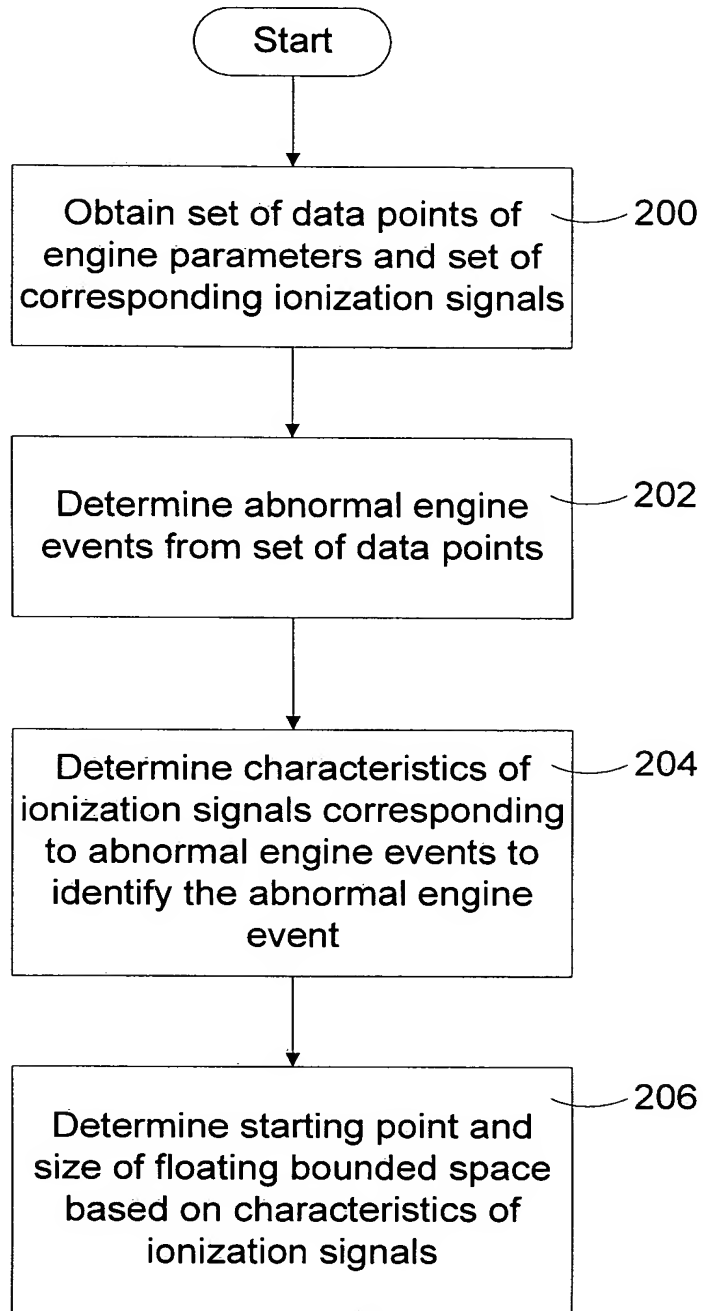 Start
Obtain set of data points of
engine parameters and set of
corresponding ionization signals
200
Determine abnormal engine
events from set of data points
202
Determine characteristics of
ionization signals corresponding
to abnormal engine events to
identify the abnormal engine
event
204
Determine starting point and
size of floating bounded space
based on characteristics of
ionization signals
206